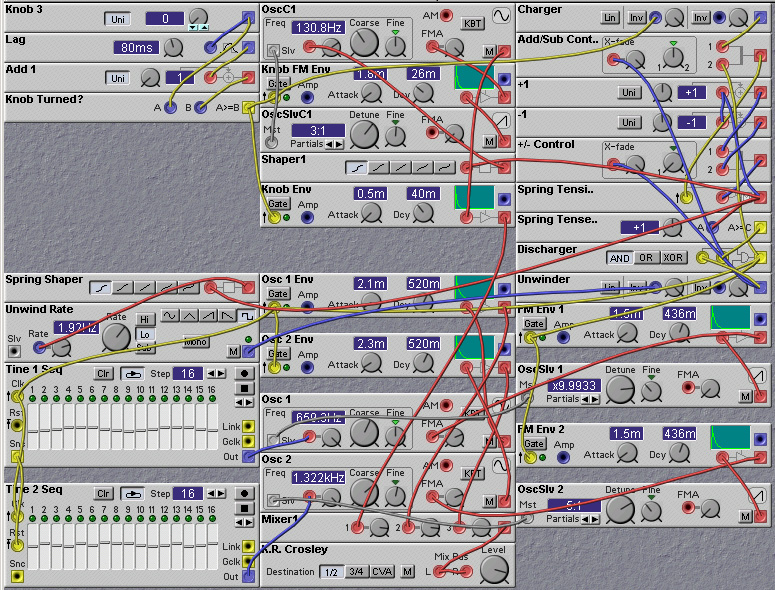 Knob 3
Uni
0
Lag
80ms
Add 1
Uni
Knob Turned?
A
B
A>=B
Spring Shaper
Unwind Rate
Rate
1.92Hz
Rate
Hi
Lo
Sub
Mono
M
Slv
Tine 1 Seq
Clr
Step
16
Clk
1 2 3 4 5 6 7 8 9 10 11 12 13 14 15 16
Rst
Snc
Link
Gclk
Out
Tine 2 Seq
Clr
Step
16
1 2 3 4 5 6 7 8 9 10 11 12 13 14 15 16
Rst
Snc
Link
Gclk
Out
OscC1
Freq
130.8Hz
Coarse
Fine
AM
KBT
FMA
Slv
M
Knob FM Env
1.6m
26m
Gate
Amp
Attack
Dcy
OscSlvC1
Mst
3:1
Partials
Detune
Fine
FMA
M
Shaper1
Knob Env
0.5m
40m
Gate
Amp
Attack
Dcy
Osc 1 Env
2.1m
520m
Gate
Amp
Attack
Dcy
Osc 2 Env
2.3m
520m
Gate
Amp
Attack
Dcy
Osc 1
Freq
659.3Hz
Coarse
Fine
AM
KBT
FMA
Slv
M
Osc 2
Freq
1.322kHz
Coarse
Fine
AM
KBT
FMA
Slv
M
Mixer1
1
2
3
K.R. Crosley
Destination
1/2
3/4
CVA
M
Mix Bus
L
R
Level
Charger
Lin
Inv
Inv
Add/Sub Cont..
X-fade
1
2
1
2
+1
Uni
+1
-1
Uni
-1
+/- Control
X-fade
1
2
Spring Tensi..
Spring Tense..
+1
A
A>=C
Discharger
AND
OR
XOR
Unwinder
Lin
Inv
Inv
FM Env 1
1.5m
436m
Gate
Amp
Attack
Dcy
OscSlv 1
Mst
x9.9933
Partials
Detune
Fine
FMA
M
FM Env 2
1.5m
436m
Gate
Amp
Attack
Dcy
OscSlv 2
Mst
5:1
Partials
Detune
Fine
FMA
M